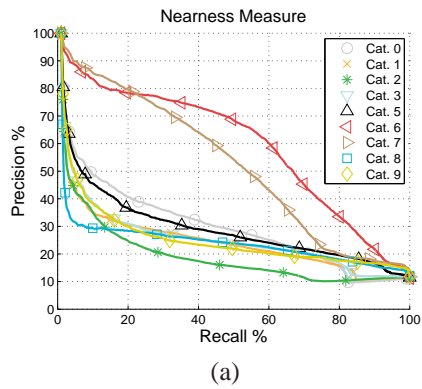 Nearness Measure
Precision %
100
90
80
70
60
50
40
30
20
10
0
0 20 40 60 80 100
Recall %
Cat. 0
Cat. 1
Cat. 2
Cat. 3
Cat. 5
Cat. 6
Cat. 7
Cat. 8
Cat. 9
(a)